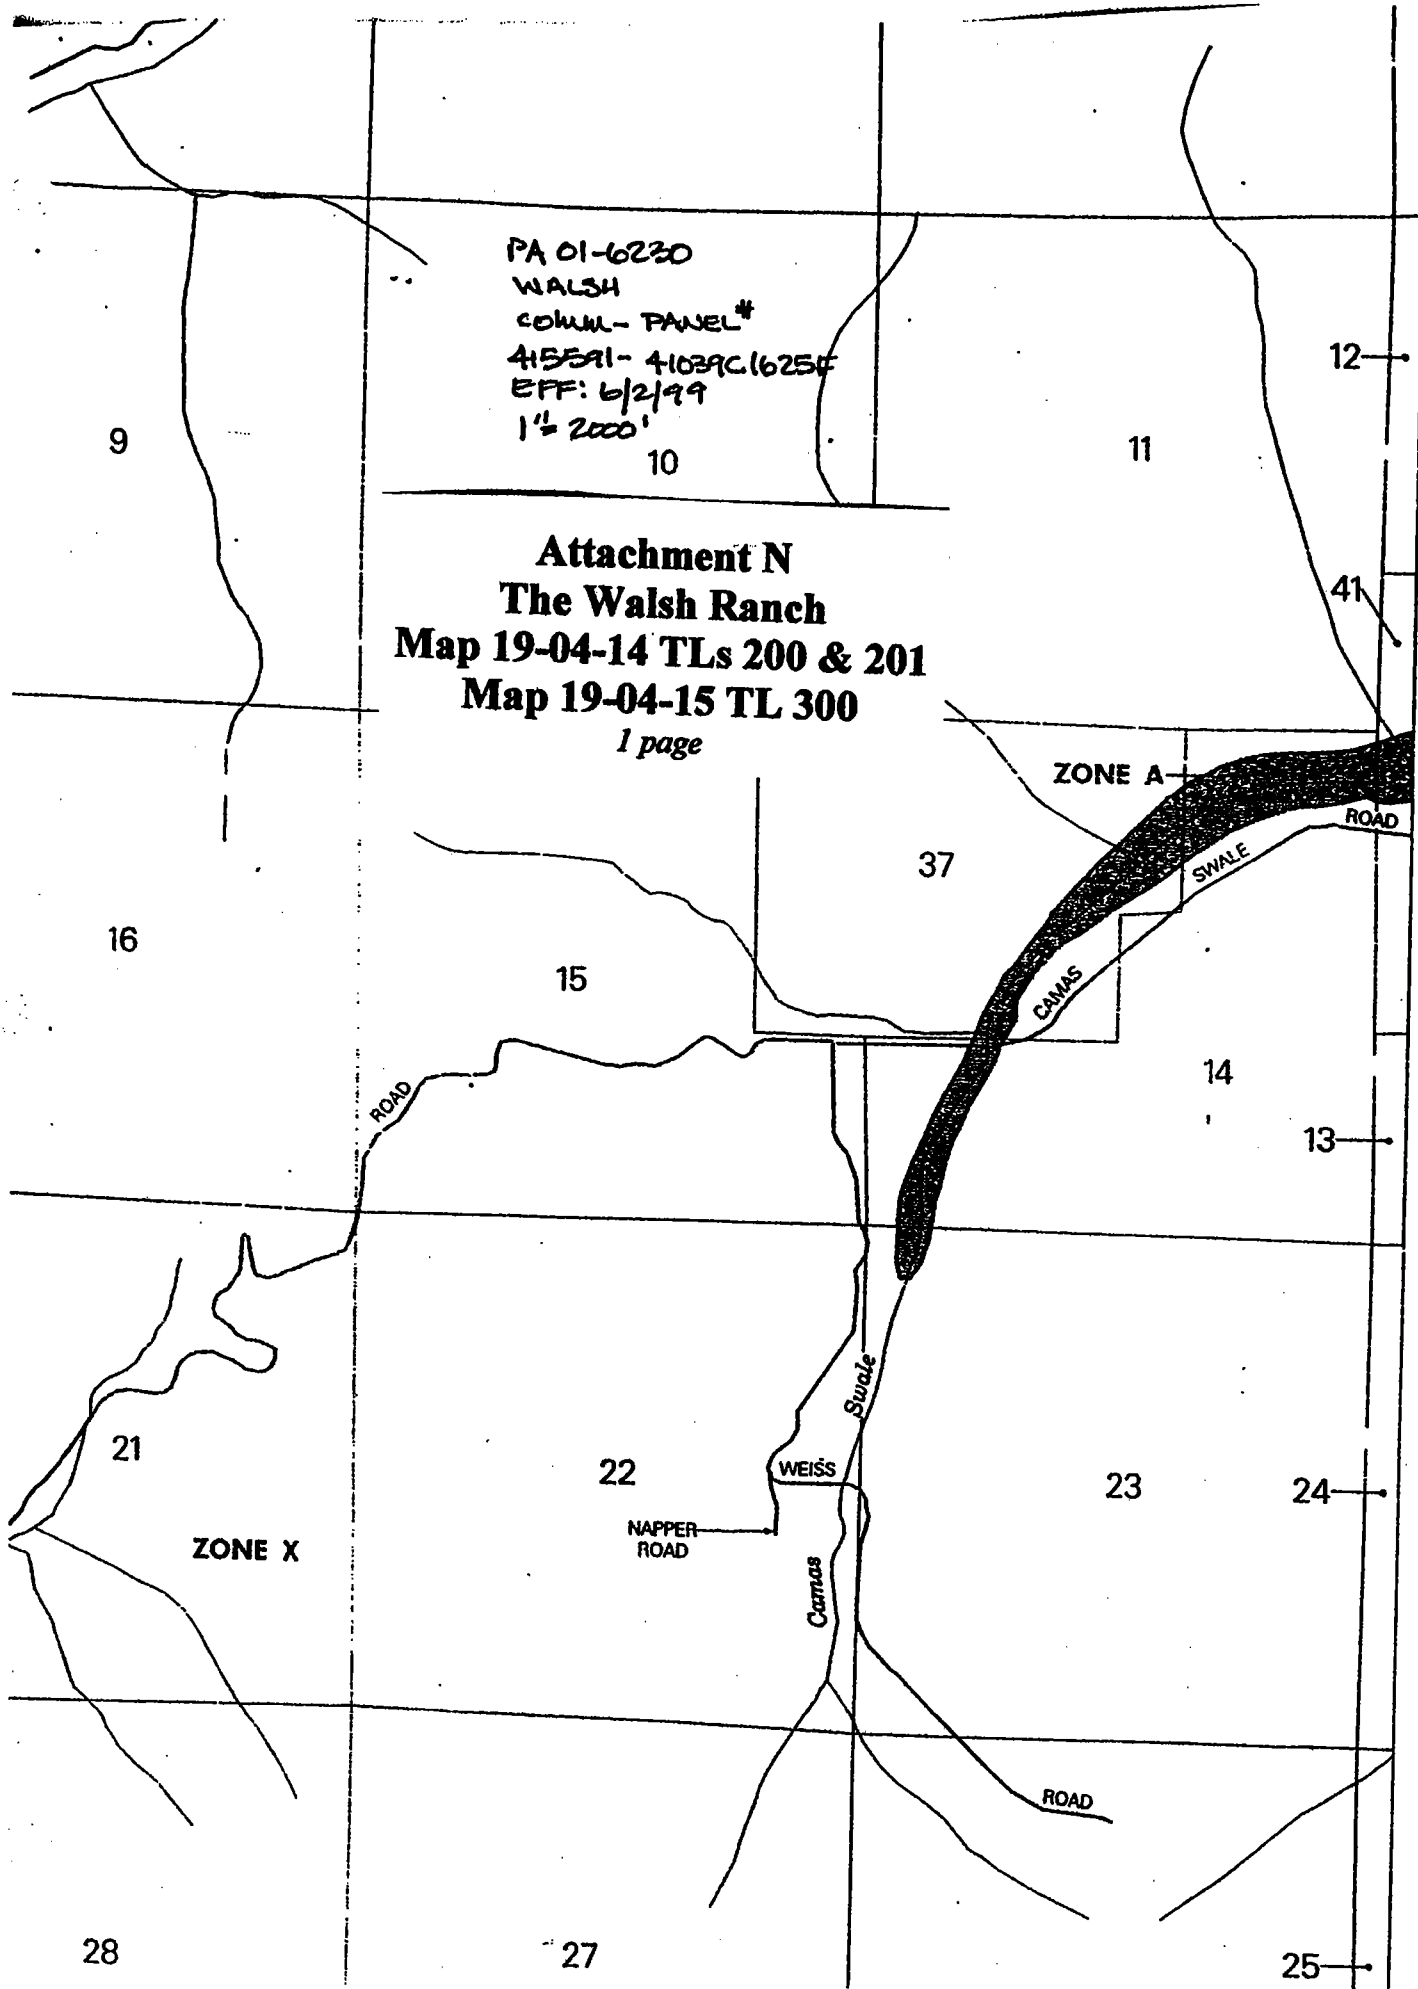 PA 01-6230
WALSH
COMM- PANEL#
415591- 41039C1625F
EFF: 6/2/99
1"= 2000'
12
9
10
11
Attachment N
The Walsh Ranch
Map 19-04-14 TLs 200 & 201
Map 19-04-15 TL 300
1 page
41
ZONE A
ROAD
SWALE
37
16
15
CAMAS
14
ROAD
13
Swale
21
22
WEISS
23
24
NAPPER
ROAD
ZONE X
Camas
ROAD
28
27
25